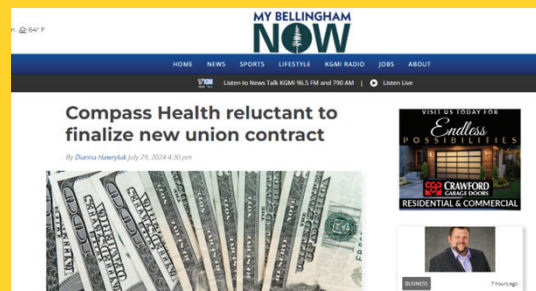 64° F
MY BELLINGHAM
NOW
HOME NEWS SPORTS LIFESTYLE KGMI RADIO JOBS ABOUT
Listen to News Talk KGMI 96.5 FM and 790 AM | Listen Live
Compass Health reluctant to
finalize new union contract
By Dianna Hawryluk July 29, 2024 4:30 pm
VISIT US TODAY FOR
Endless
POSSIBILITIES
CRAWFORD
GARAGE DOORS
RESIDENTIAL & COMMERCIAL
BUSINESS 7 hours ago